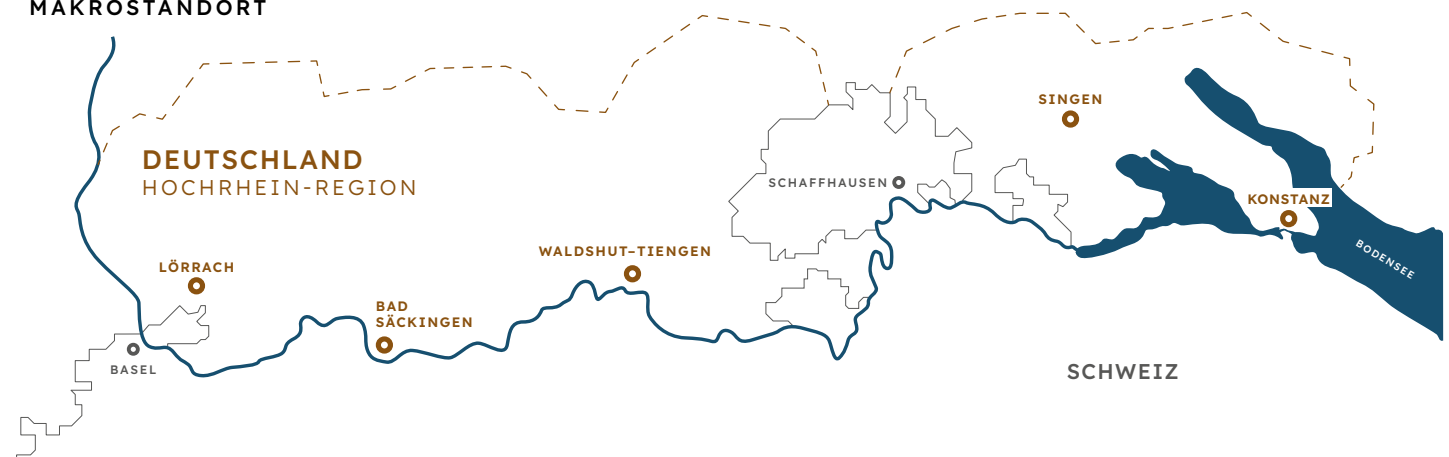 MAKROSTANDORT
SINGEN
DEUTSCHLAND
HOCHRHEIN-REGION
SCHAFFHAUSEN
KONSTANZ
WALDSHUT-TIENGEN
BODENSEE
LÖRRACH
BAD
SÄCKINGEN
BASEL
SCHWEIZ